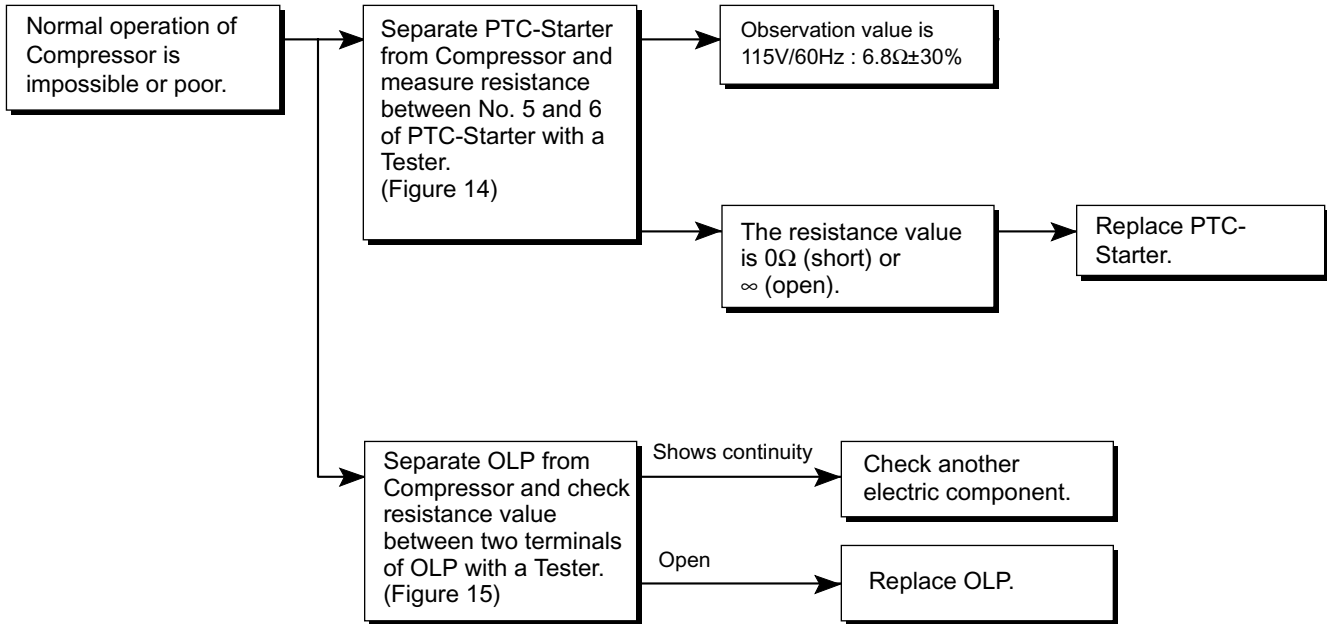 Normal operation of
Compressor is
impossible or poor.
Separate PTC-Starter
from Compressor and
measure resistance
between No. 5 and 6
of PTC-Starter with a
Tester.
(Figure 14)
Observation value is
115V/60Hz : 6.8Ω±30%
The resistance value
is 0Ω (short) or
∞ (open).
Replace PTC-
Starter.
Separate OLP from
Compressor and check
resistance value
between two terminals
of OLP with a Tester.
(Figure 15)
Shows continuity
Check another
electric component.
Open
Replace OLP.